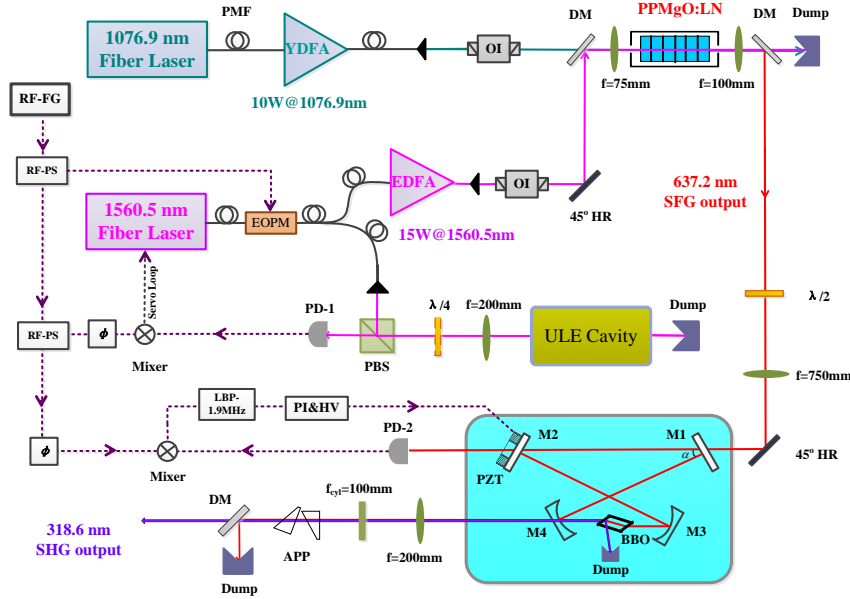 PMF
1076.9 nm
Fiber Laser
YDFA
10W@1076.9nm
OI
DM
PPMgO:LN
DM
Dump
f=75mm
f=100mm
RF-FG
RF-PS
1560.5 nm
Fiber Laser
EOPM
EDFA
15W@1560.5nm
OI
45° HR
637.2 nm
SFG output
Servo Loop
RF-PS
ϕ
Mixer
PD-1
PBS
λ/4
f=200mm
ULE Cavity
Dump
λ/2
f=750mm
LBP-
1.9MHz
PI&HV
ϕ
Mixer
PD-2
PZT
M2
M1
α
45° HR
DM
318.6 nm
SHG output
Dump
APP
fcyl=100mm
f=200mm
M4
BBO
M3
Dump